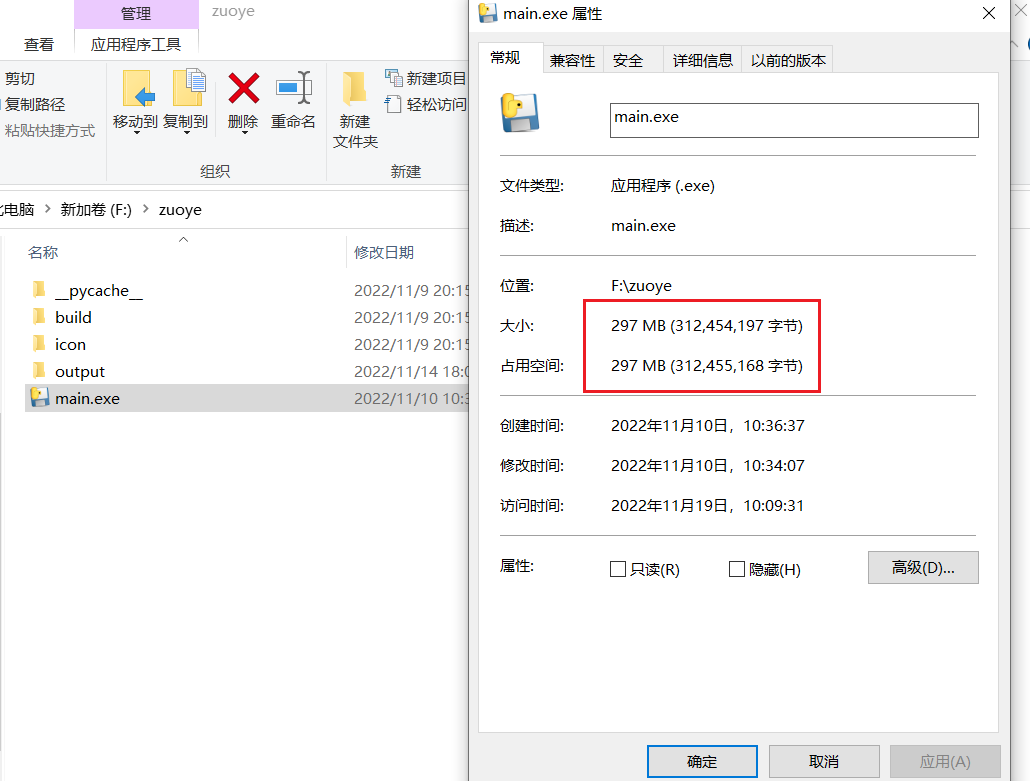 管理
zuoye
查看
应用程序工具
剪切
复制路径
粘贴快捷方式
移动到
复制到
删除
重命名
新建
文件夹
新建项目
轻松访问
组织
新建
电脑 › 新加卷 (F:) › zuoye
名称
修改日期
__pycache__
2022/11/9 20:15
build
2022/11/9 20:15
icon
2022/11/9 20:15
output
2022/11/14 18:0
main.exe
2022/11/10 10:3
main.exe 属性
常规
兼容性
安全
详细信息
以前的版本
main.exe
文件类型:
应用程序 (.exe)
描述:
main.exe
位置:
F:\zuoye
大小:
297 MB (312,454,197 字节)
占用空间:
297 MB (312,455,168 字节)
创建时间:
2022年11月10日，10:36:37
修改时间:
2022年11月10日，10:34:07
访问时间:
2022年11月19日，10:09:31
属性:
只读(R)
隐藏(H)
高级(D)...
确定
取消
应用(A)